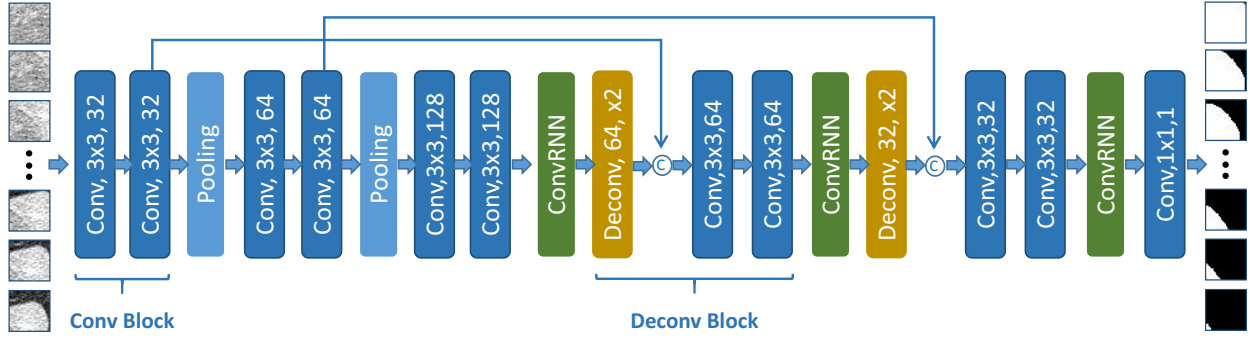 Conv, 3x3, 32
Conv, 3x3, 32
Pooling
Conv, 3x3, 64
Conv, 3x3, 64
Pooling
Conv,3x3,128
Conv,3x3,128
ConvRNN
Deconv, 64, x2
C
Conv,3x3,64
Conv,3x3,64
ConvRNN
Deconv, 32, x2
C
Conv,3x3,32
Conv,3x3,32
ConvRNN
Conv,1x1,1
Conv Block
Deconv Block